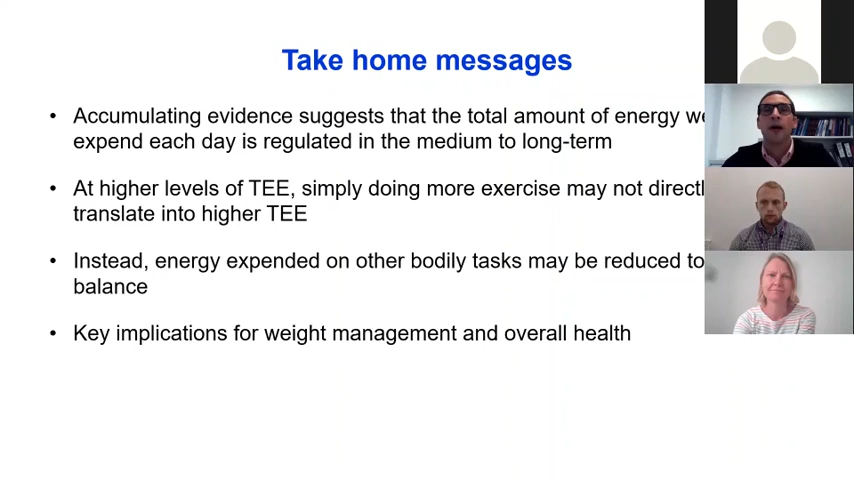 Take home messages
• Accumulating evidence suggests that the total amount of energy we
expend each day is regulated in the medium to long-term
• At higher levels of TEE, simply doing more exercise may not
translate into higher TEE
• Instead, energy expended on other bodily tasks may be reduced to
balance
• Key implications for weight management and overall health